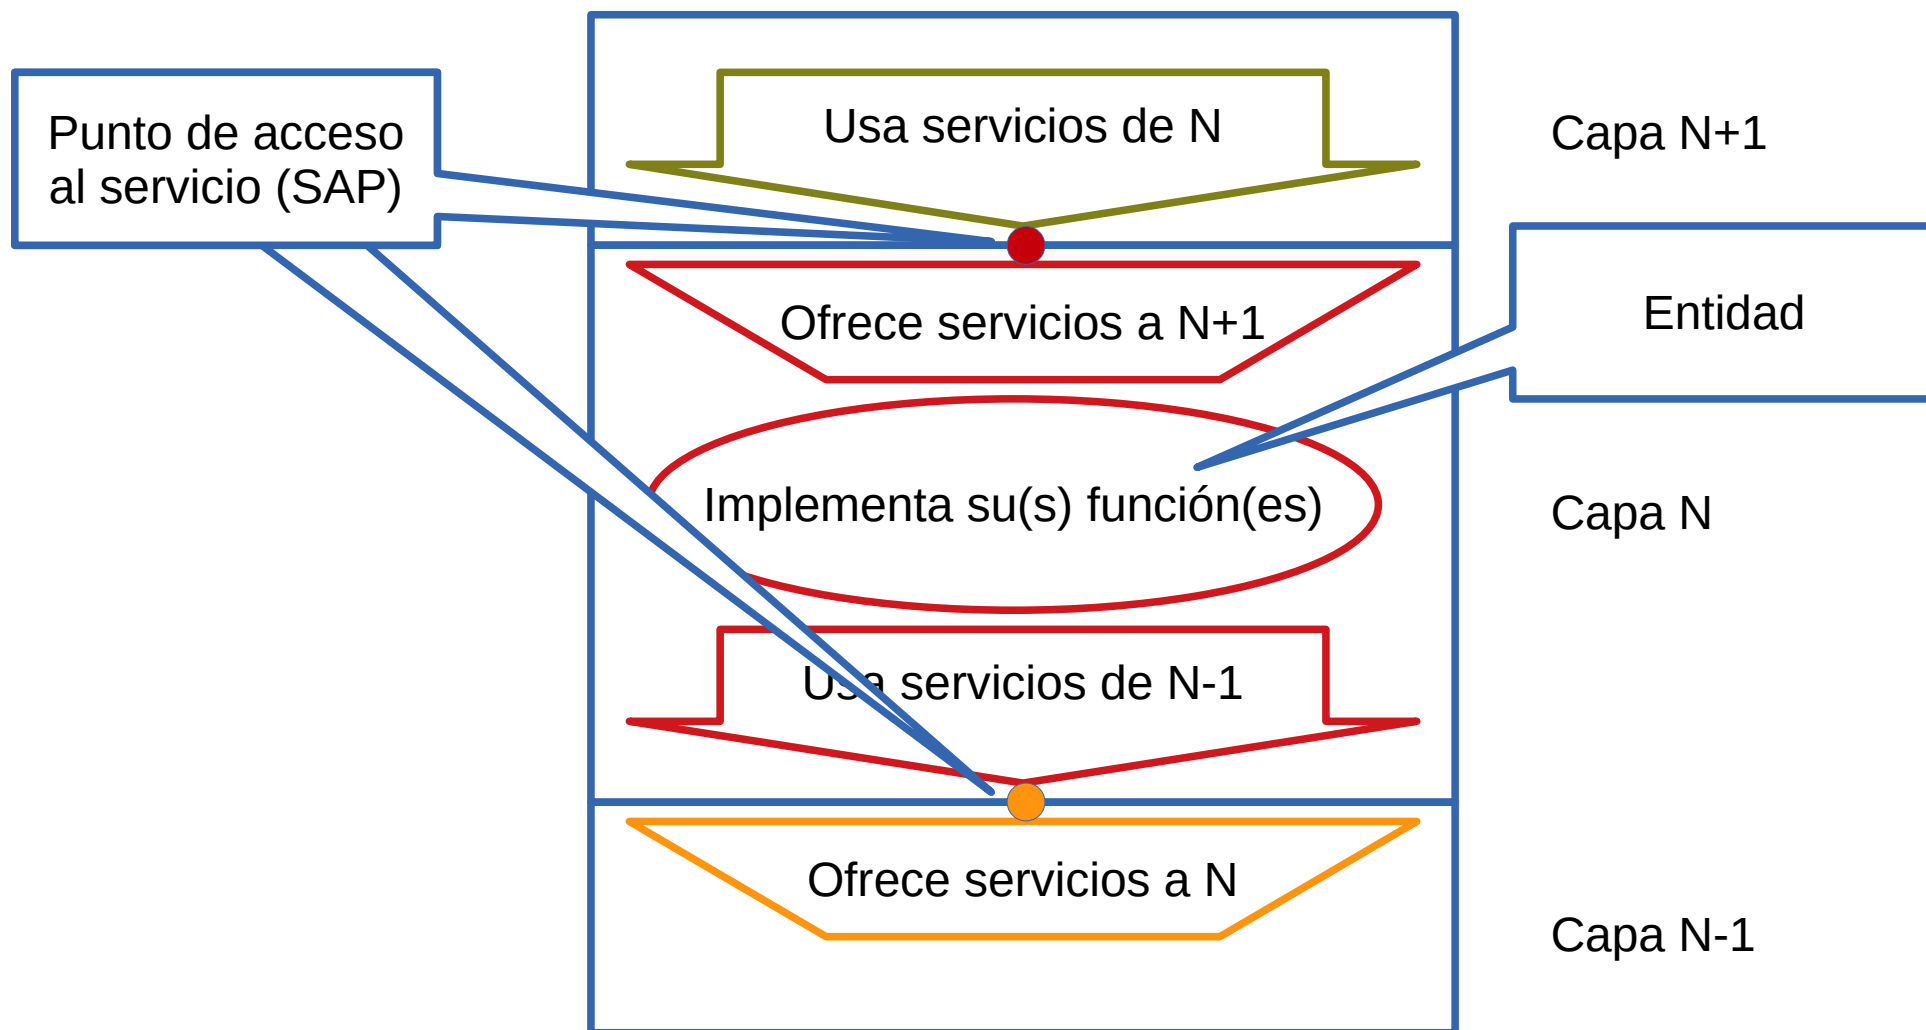 Punto de acceso
al servicio (SAP)
Usa servicios de N
Capa N+1
Ofrece servicios a N+1
Entidad
Implementa su(s) función(es)
Capa N
Usa servicios de N-1
Ofrece servicios a N
Capa N-1